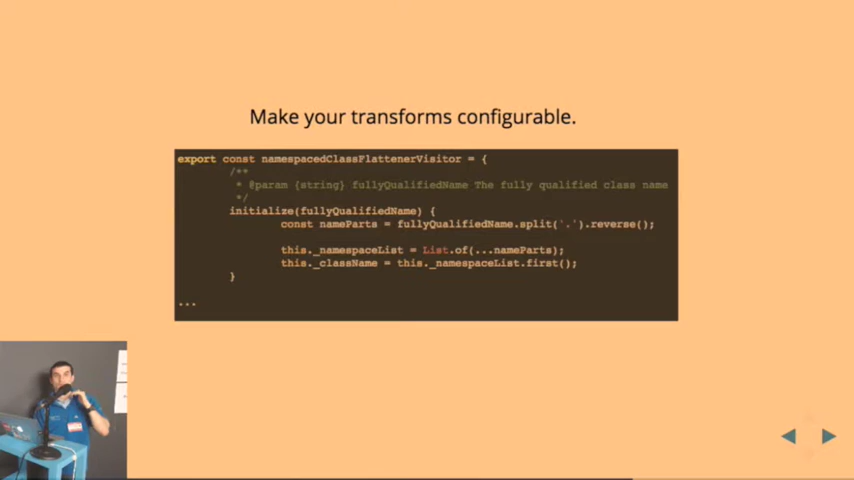 Make your transforms configurable.
export const namespacedClassFlattenerVisitor = {
/**
* @param {string} fullyQualifiedName The fully qualified class name
*/
initialize(fullyQualifiedName) {
const nameParts = fullyQualifiedName.split('.').reverse();
this._namespaceList = List.of(...nameParts);
this._className = this._namespaceList.first();
}
...